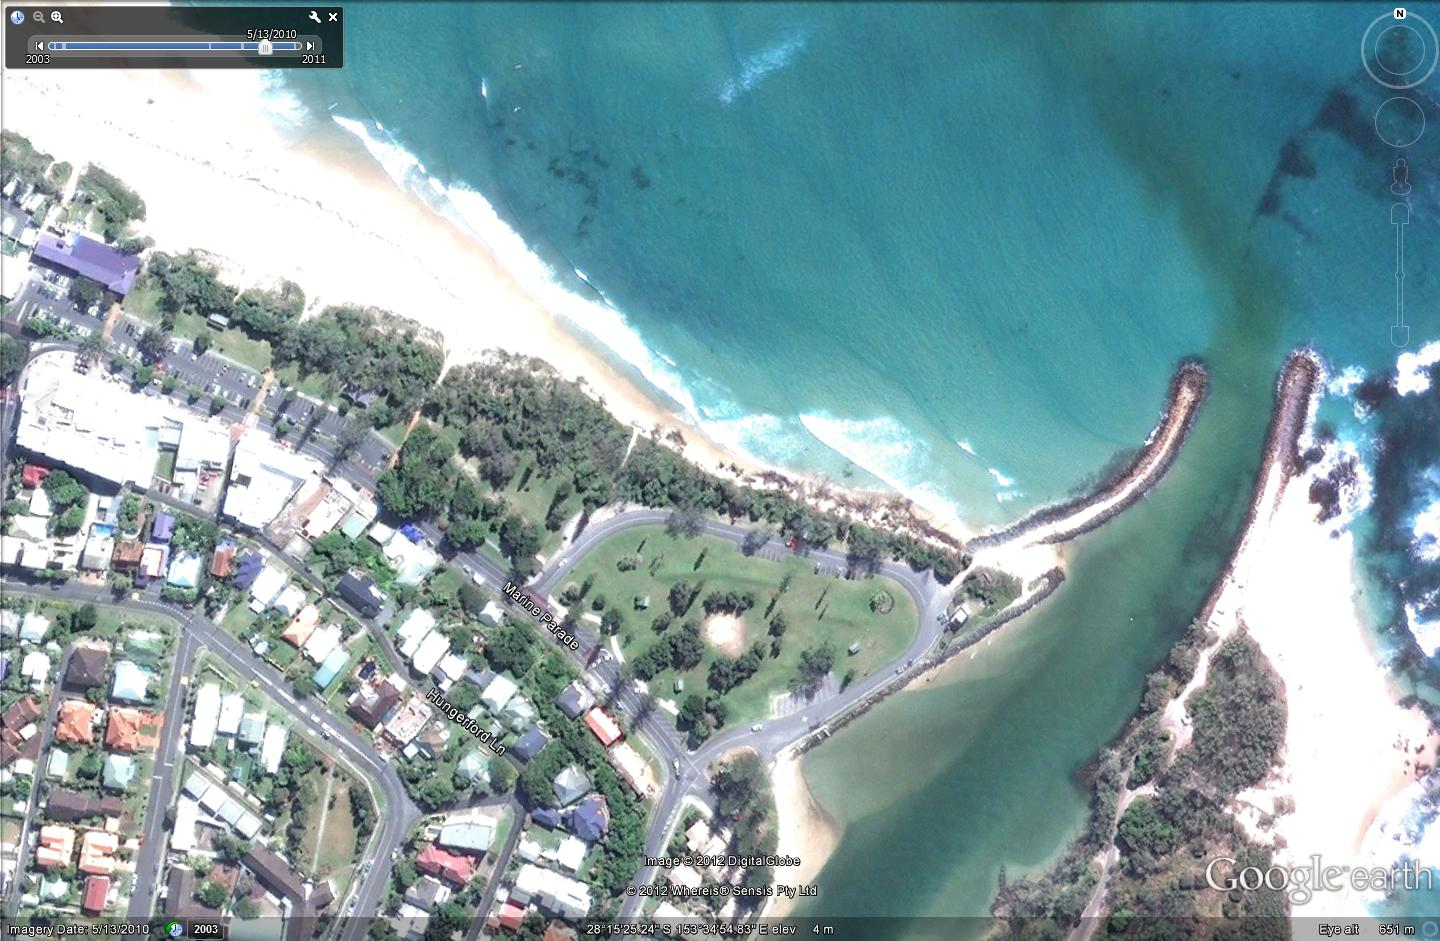 N
5/13/2010
2003
2011
Marine Parade
Hungerford Ln
Image © 2012 DigitalGlobe
© 2012 Whereis® Sensis Pty Ltd
Google earth
Imagery Date: 5/13/2010
2003
28°15'25.24" S 153°34'54.83" E elev 4 m
Eye alt 651 m